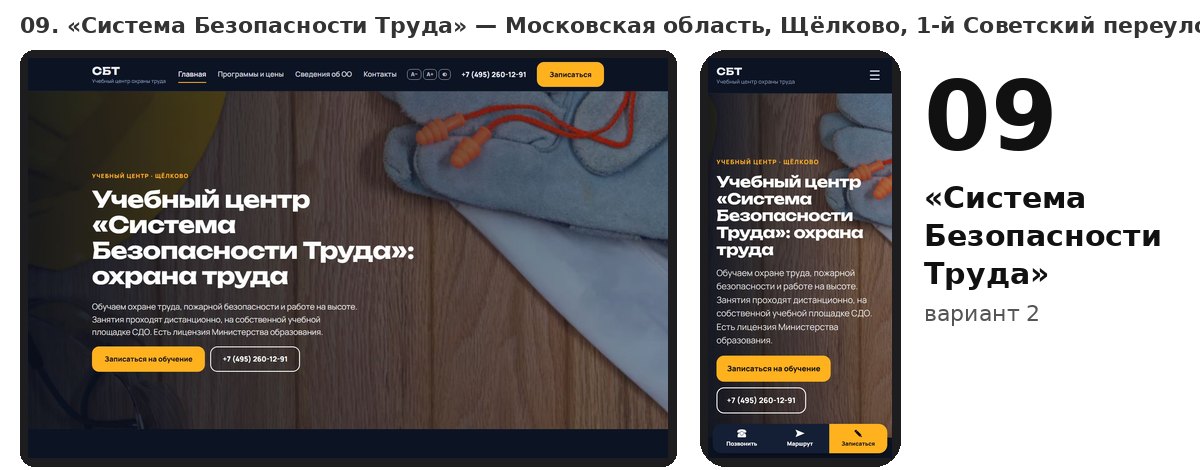 09. «Система Безопасности Труда» — Московская область, Щёлково, 1-й Советский
СБТ
Учебный центр охраны труда
Главная Программы и цены Сведения об ОО Контакты A− A+ +7 (495) 260-12-91 Записаться
УЧЕБНЫЙ ЦЕНТР · ЩЁЛКОВО
Учебный центр
«Система
Безопасности Труда»:
охрана труда
Обучаем охране труда, пожарной безопасности и работе на высоте.
Занятия проходят дистанционно, на собственной учебной
площадке СДО. Есть лицензия Министерства образования.
Записаться на обучение +7 (495) 260-12-91
СБТ
Учебный центр охраны труда
УЧЕБНЫЙ ЦЕНТР · ЩЁЛКОВО
Учебный центр
«Система
Безопасности
Труда»: охрана
труда
Обучаем охране труда, пожарной
безопасности и работе на высоте.
Занятия проходят дистанционно, на
собственной учебной площадке СДО.
Есть лицензия Министерства
образования.
Записаться на обучение
+7 (495) 260-12-91
Позвонить Маршрут Записаться
09
«Система
Безопасности
Труда»
вариант 2